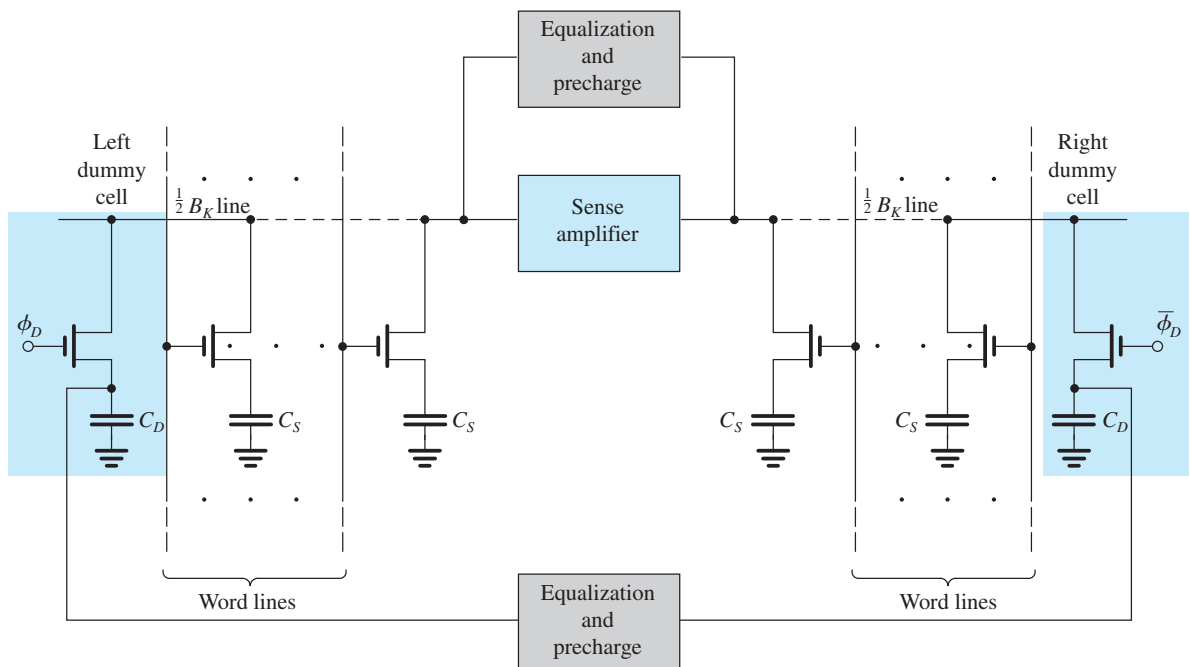 Equalization
and
precharge
Left
dummy
cell
Right
dummy
cell
½ B_K line
Sense
amplifier
½ B_K line
ϕ_D
ϕ̅_D
C_D
C_S
C_S
C_S
C_S
C_D
Word lines
Equalization
and
precharge
Word lines